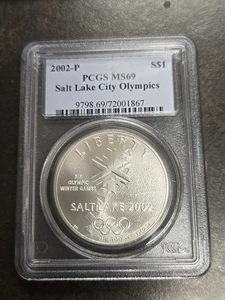 2002-P S$1
PCGS MS69
Salt Lake City Olympics
9798.69/72001867
LIBERTY
XIX
OLYMPIC
WINTER GAMES
SALT LAKE 2002